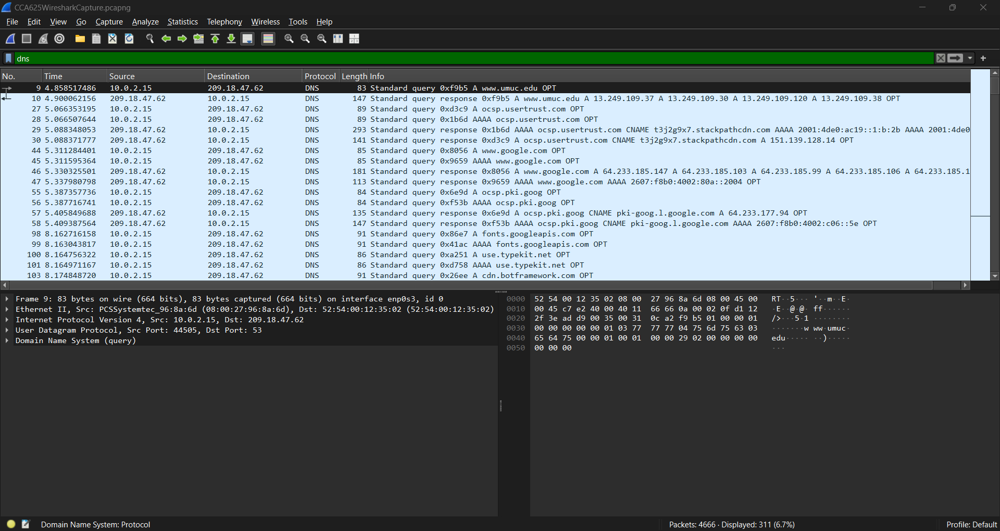 CCA625WiresharkCapture.pcapng
File Edit View Go Capture Analyze Statistics Telephony Wireless Tools Help
dns
No. Time Source Destination Protocol Length Info
9 4.858517486 10.0.2.15 209.18.47.62 DNS 83 Standard query 0xf9b5 A www.umuc.edu OPT
10 4.900062156 209.18.47.62 10.0.2.15 DNS 147 Standard query response 0xf9b5 A www.umuc.edu A 13.249.109.37 A 13.249.109.30 A 13.249.109.120 A 13.249.109.38 OPT
27 5.066353195 10.0.2.15 209.18.47.62 DNS 89 Standard query 0xd3c9 A ocsp.usertrust.com OPT
28 5.066507644 10.0.2.15 209.18.47.62 DNS 89 Standard query 0x1b6d AAAA ocsp.usertrust.com OPT
29 5.088348053 209.18.47.62 10.0.2.15 DNS 293 Standard query response 0x1b6d AAAA ocsp.usertrust.com CNAME t3j2g9x7.stackpathcdn.com AAAA 2001:4de0:ac19::1:b:2b AAAA 2001:4de0
30 5.088371777 209.18.47.62 10.0.2.15 DNS 141 Standard query response 0xd3c9 A ocsp.usertrust.com CNAME t3j2g9x7.stackpathcdn.com A 151.139.128.14 OPT
44 5.311284401 10.0.2.15 209.18.47.62 DNS 85 Standard query 0x8056 A www.google.com OPT
45 5.311595364 10.0.2.15 209.18.47.62 DNS 85 Standard query 0x9659 AAAA www.google.com OPT
46 5.330325501 209.18.47.62 10.0.2.15 DNS 181 Standard query response 0x8056 A www.google.com A 64.233.185.147 A 64.233.185.103 A 64.233.185.99 A 64.233.185.106 A 64.233.185.1
47 5.337980798 209.18.47.62 10.0.2.15 DNS 113 Standard query response 0x9659 AAAA www.google.com AAAA 2607:f8b0:4002:80a::2004 OPT
55 5.387357736 10.0.2.15 209.18.47.62 DNS 84 Standard query 0x6e9d A ocsp.pki.goog OPT
56 5.387716741 10.0.2.15 209.18.47.62 DNS 84 Standard query 0xf53b AAAA ocsp.pki.goog OPT
57 5.405849688 209.18.47.62 10.0.2.15 DNS 135 Standard query response 0x6e9d A ocsp.pki.goog CNAME pki-goog.l.google.com A 64.233.177.94 OPT
58 5.409387564 209.18.47.62 10.0.2.15 DNS 147 Standard query response 0xf53b AAAA ocsp.pki.goog CNAME pki-goog.l.google.com AAAA 2607:f8b0:4002:c06::5e OPT
98 8.162716158 10.0.2.15 209.18.47.62 DNS 91 Standard query 0x86e7 A fonts.googleapis.com OPT
99 8.163043817 10.0.2.15 209.18.47.62 DNS 91 Standard query 0x41ac AAAA fonts.googleapis.com OPT
100 8.164756322 10.0.2.15 209.18.47.62 DNS 86 Standard query 0xa251 A use.typekit.net OPT
101 8.164971167 10.0.2.15 209.18.47.62 DNS 86 Standard query 0xd758 AAAA use.typekit.net OPT
103 8.174848720 10.0.2.15 209.18.47.62 DNS 91 Standard query 0x26ee A cdn.botframework.com OPT
Frame 9: 83 bytes on wire (664 bits), 83 bytes captured (664 bits) on interface enp0s3, id 0
Ethernet II, Src: PCSSystemtec_96:8a:6d (08:00:27:96:8a:6d), Dst: 52:54:00:12:35:02 (52:54:00:12:35:02)
Internet Protocol Version 4, Src: 10.0.2.15, Dst: 209.18.47.62
User Datagram Protocol, Src Port: 44505, Dst Port: 53
Domain Name System (query)
0000 52 54 00 12 35 02 08 00 27 96 8a 6d 08 00 45 00 RT··5··· '··m··E·
0010 00 45 c7 e2 40 00 40 11 66 66 0a 00 02 0f d1 12 ·E··@·@· ff······
0020 2f 3e ad d9 00 35 00 31 0c a2 f9 b5 01 00 00 01 />···5·1 ········
0030 00 00 00 00 00 01 03 77 77 77 04 75 6d 75 63 03 ·······w ww·umuc·
0040 65 64 75 00 00 01 00 01 00 00 29 02 00 00 00 00 edu····· ··)·····
0050 00 00 00 ···
Domain Name System: Protocol
Packets: 4666 · Displayed: 311 (6.7%)
Profile: Default